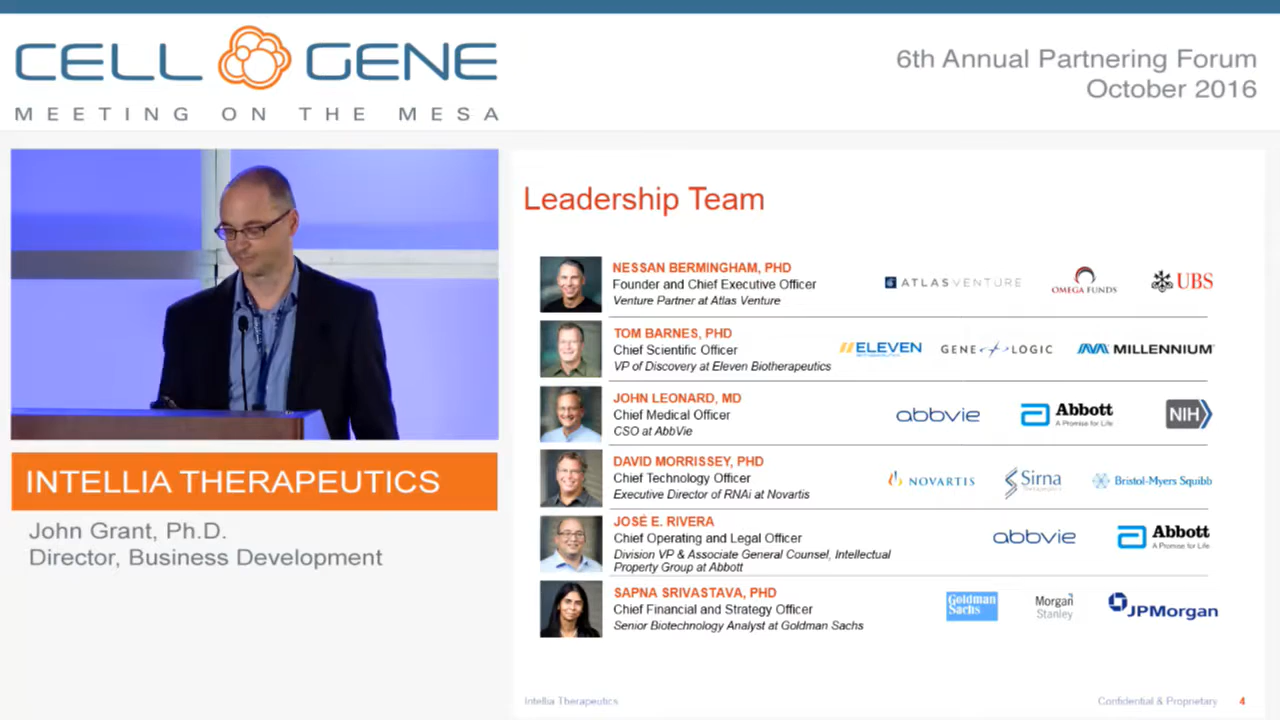 CELL GENE
MEETING ON THE MESA
6th Annual Partnering Forum
October 2016
INTELLIA THERAPEUTICS
John Grant, Ph.D.
Director, Business Development
Leadership Team
NESSAN BERMINGHAM, PHD
Founder and Chief Executive Officer
Venture Partner at Atlas Venture
ATLAS VENTURE
OMEGA FUNDS
UBS
TOM BARNES, PHD
Chief Scientific Officer
VP of Discovery at Eleven Biotherapeutics
ELEVEN
BIOTHERAPEUTICS
GENE LOGIC
MILLENNIUM
JOHN LEONARD, MD
Chief Medical Officer
CSO at AbbVie
abbvie
Abbott
A Promise for Life
NIH
DAVID MORRISSEY, PHD
Chief Technology Officer
Executive Director of RNAi at Novartis
NOVARTIS
Sirna
Therapeutics
Bristol-Myers Squibb
JOSÉ E. RIVERA
Chief Operating and Legal Officer
Division VP & Associate General Counsel, Intellectual
Property Group at Abbott
abbvie
Abbott
A Promise for Life
SAPNA SRIVASTAVA, PHD
Chief Financial and Strategy Officer
Senior Biotechnology Analyst at Goldman Sachs
Goldman
Sachs
Morgan
Stanley
JPMorgan
Intellia Therapeutics
Confidential & Proprietary
4